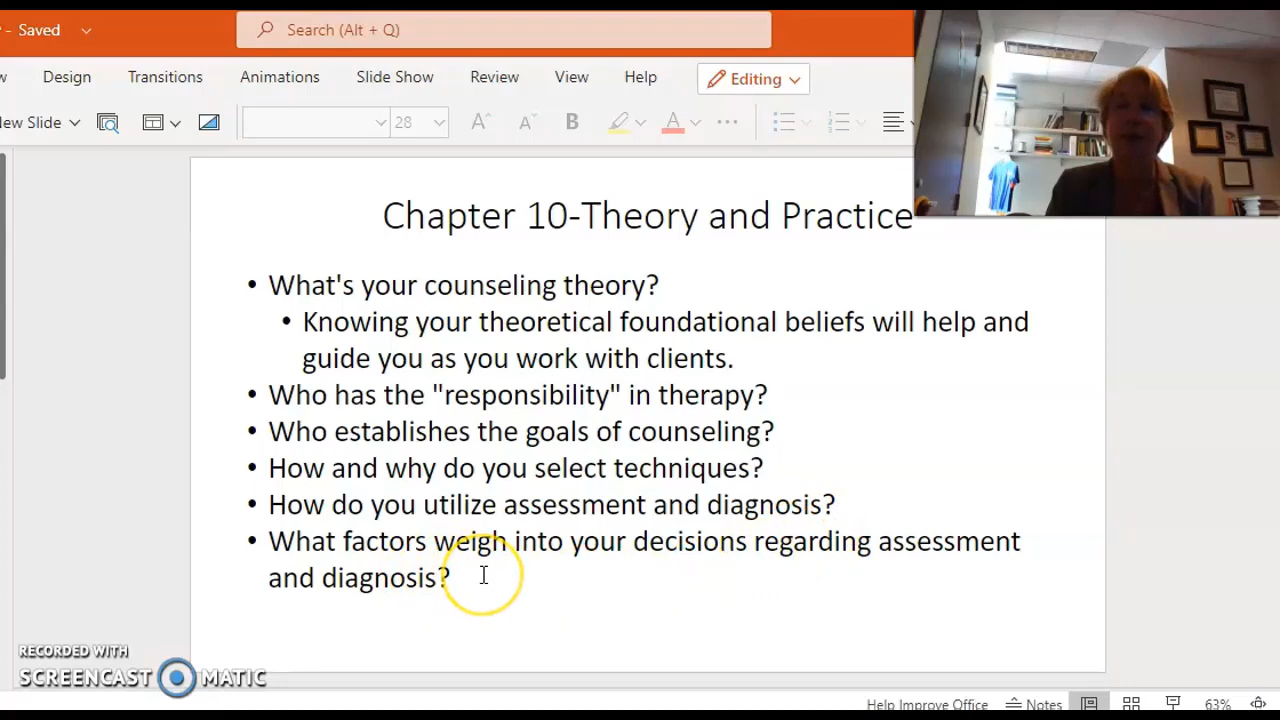 Saved
Search (Alt + Q)
Design Transitions Animations Slide Show Review View Help Editing
ew Slide 28 A A B A
Chapter 10-Theory and Practice
• What's your counseling theory?
• Knowing your theoretical foundational beliefs will help and
guide you as you work with clients.
• Who has the "responsibility" in therapy?
• Who establishes the goals of counseling?
• How and why do you select techniques?
• How do you utilize assessment and diagnosis?
• What factors weigh into your decisions regarding assessment
and diagnosis?
RECORDED WITH
SCREENCAST MATIC
Help Improve Office Notes 63%